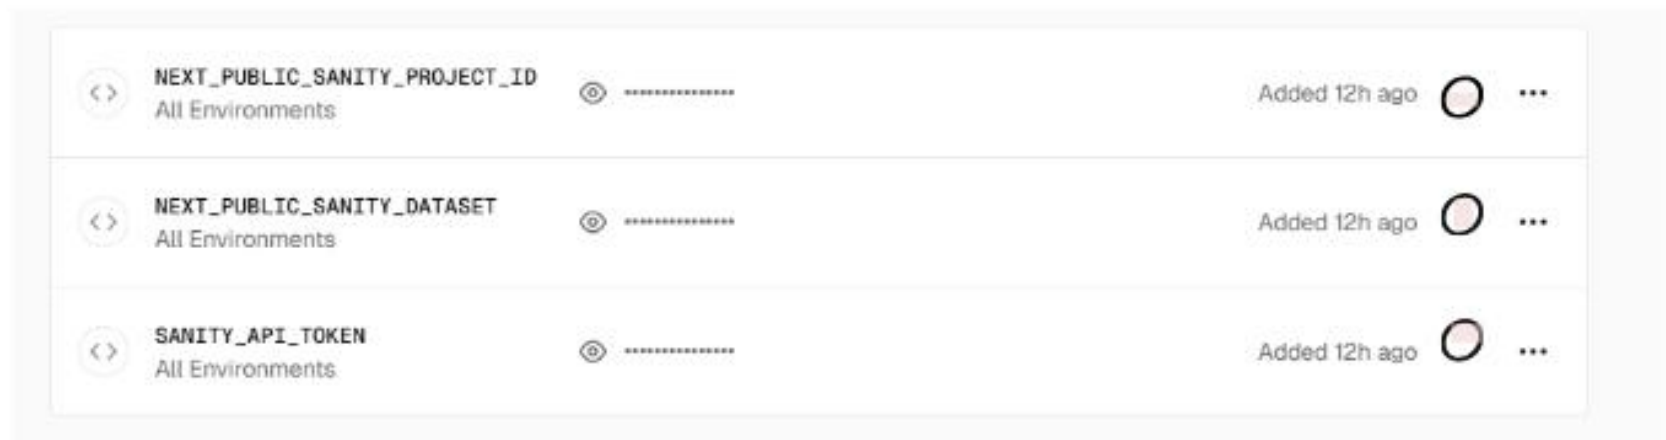 NEXT_PUBLIC_SANITY_PROJECT_ID
All Environments
Added 12h ago
NEXT_PUBLIC_SANITY_DATASET
All Environments
Added 12h ago
SANITY_API_TOKEN
All Environments
Added 12h ago